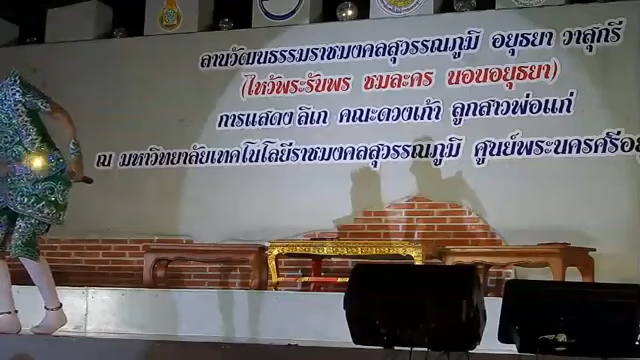 ลานวัฒนธรรมราชมงคลสุวรรณภูมิ อยุธยา วาสุกรี
(ไหว้พระรับพร ชมละคร นอนอยุธยา)
การแสดง ลิเก คณะดวงเก้า ลูกสาวพ่อแก่
ณ มหาวิทยาลัยเทคโนโลยีราชมงคลสุวรรณภูมิ ศูนย์พระนครศรีอยุ